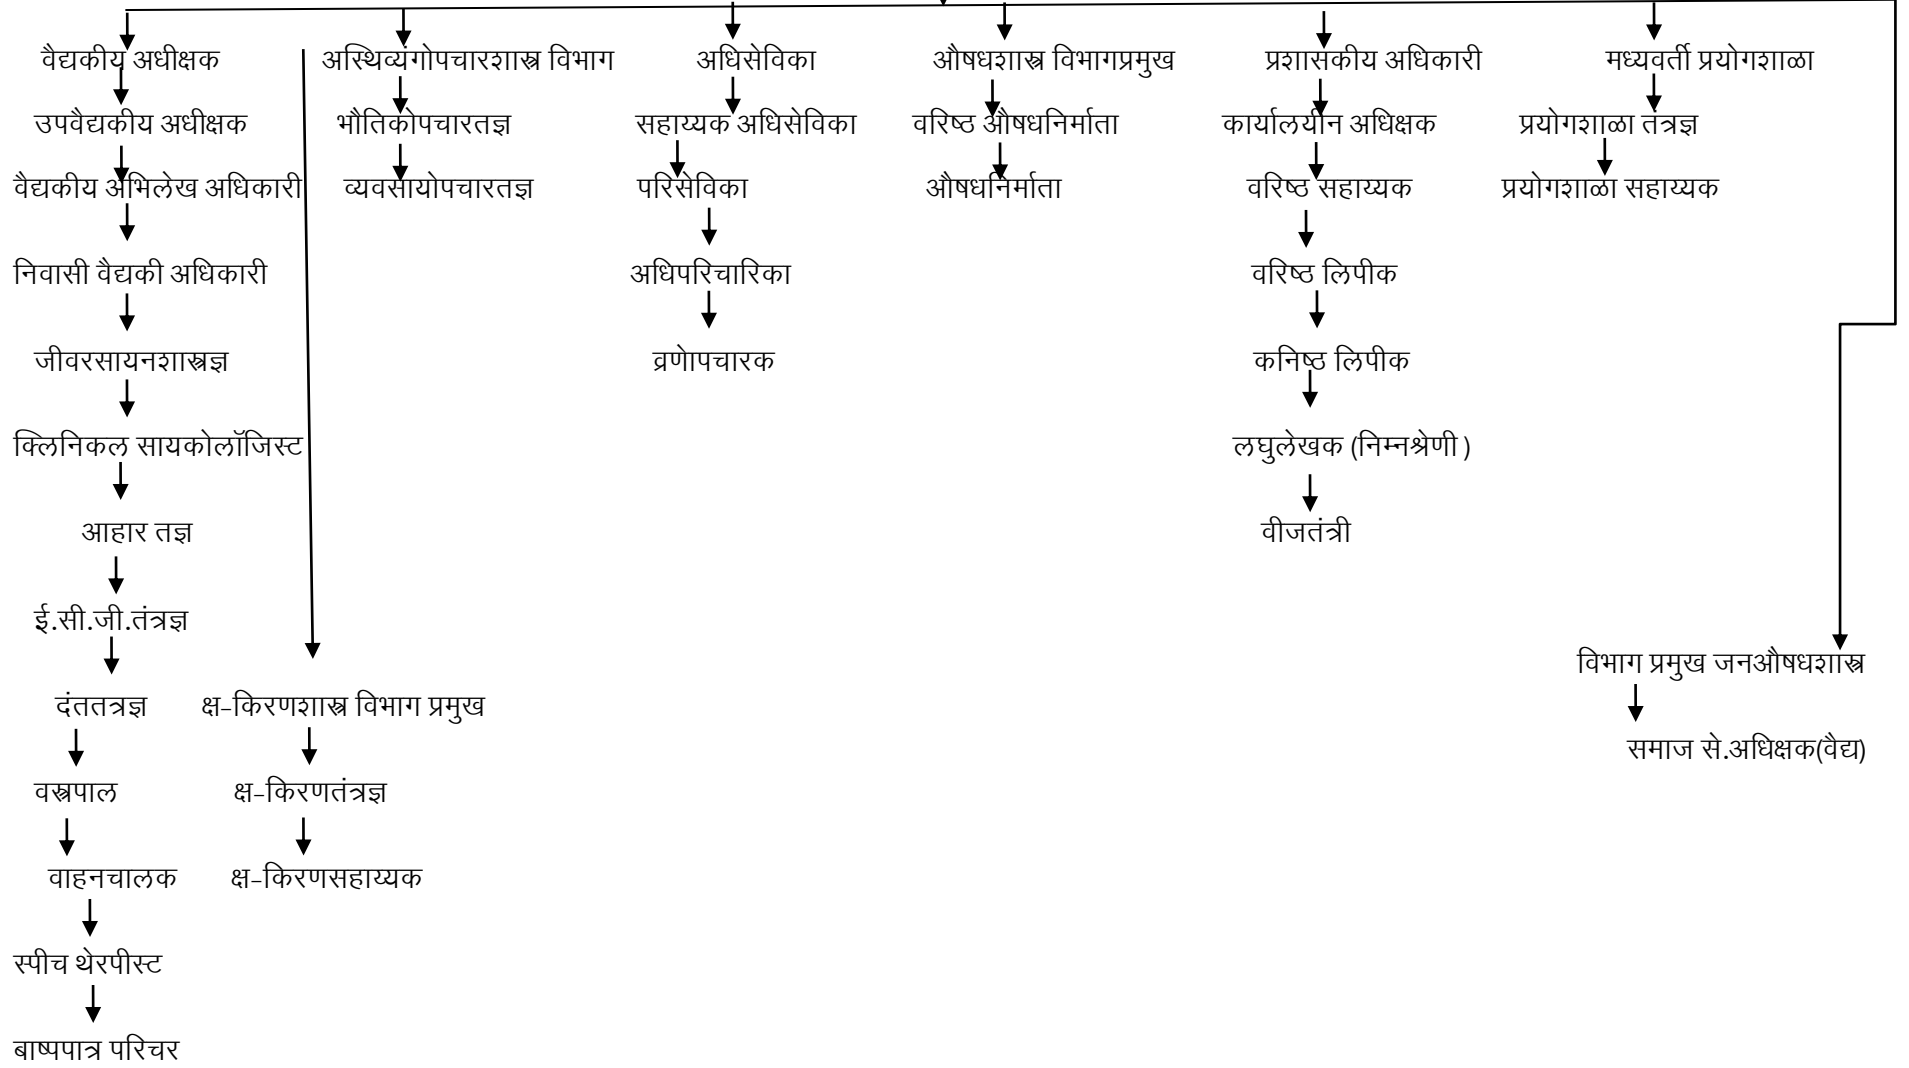 वैद्यकीय अधीक्षक अस्थिव्यंगोपचारशास्त्र विभाग अधिसेविका औषधशास्त्र विभागप्रमुख प्रशासकीय अधिकारी मध्यवर्ती प्रयोगशाळा
उपवैद्यकीय अधीक्षक भौतिकोपचारतज्ञ सहाय्यक अधिसेविका वरिष्ठ औषधनिर्माता कार्यालयीन अधिक्षक प्रयोगशाळा तंत्रज्ञ
वैद्यकीय अभिलेख अधिकारी व्यवसायोपचारतज्ञ परिसेविका औषधनिर्माता वरिष्ठ सहाय्यक प्रयोगशाळा सहाय्यक
निवासी वैद्यकी अधिकारी अधिपरिचारिका वरिष्ठ लिपीक
जीवरसायनशास्त्रज्ञ व्रणोपचारक कनिष्ठ लिपीक
क्लिनिकल सायकोलॉजिस्ट लघुलेखक (निम्नश्रेणी )
आहार तज्ञ वीजतंत्री
ई.सी.जी.तंत्रज्ञ
विभाग प्रमुख जनऔषधशास्त्र
दंततत्रज्ञ क्ष-किरणशास्त्र विभाग प्रमुख
समाज से.अधिक्षक(वैद्य)
वस्त्रपाल क्ष-किरणतंत्रज्ञ
वाहनचालक क्ष-किरणसहाय्यक
स्पीच थेरपीस्ट
बाष्पपात्र परिचर